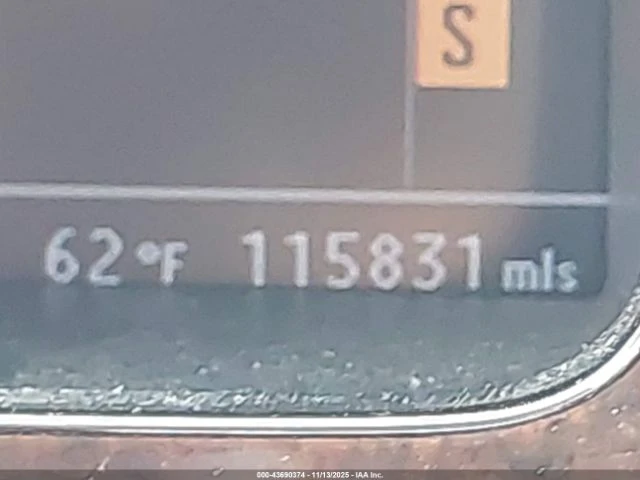 S
62 °F 115831 mls
000-43690374 - 11/13/2025 - IAA Inc.